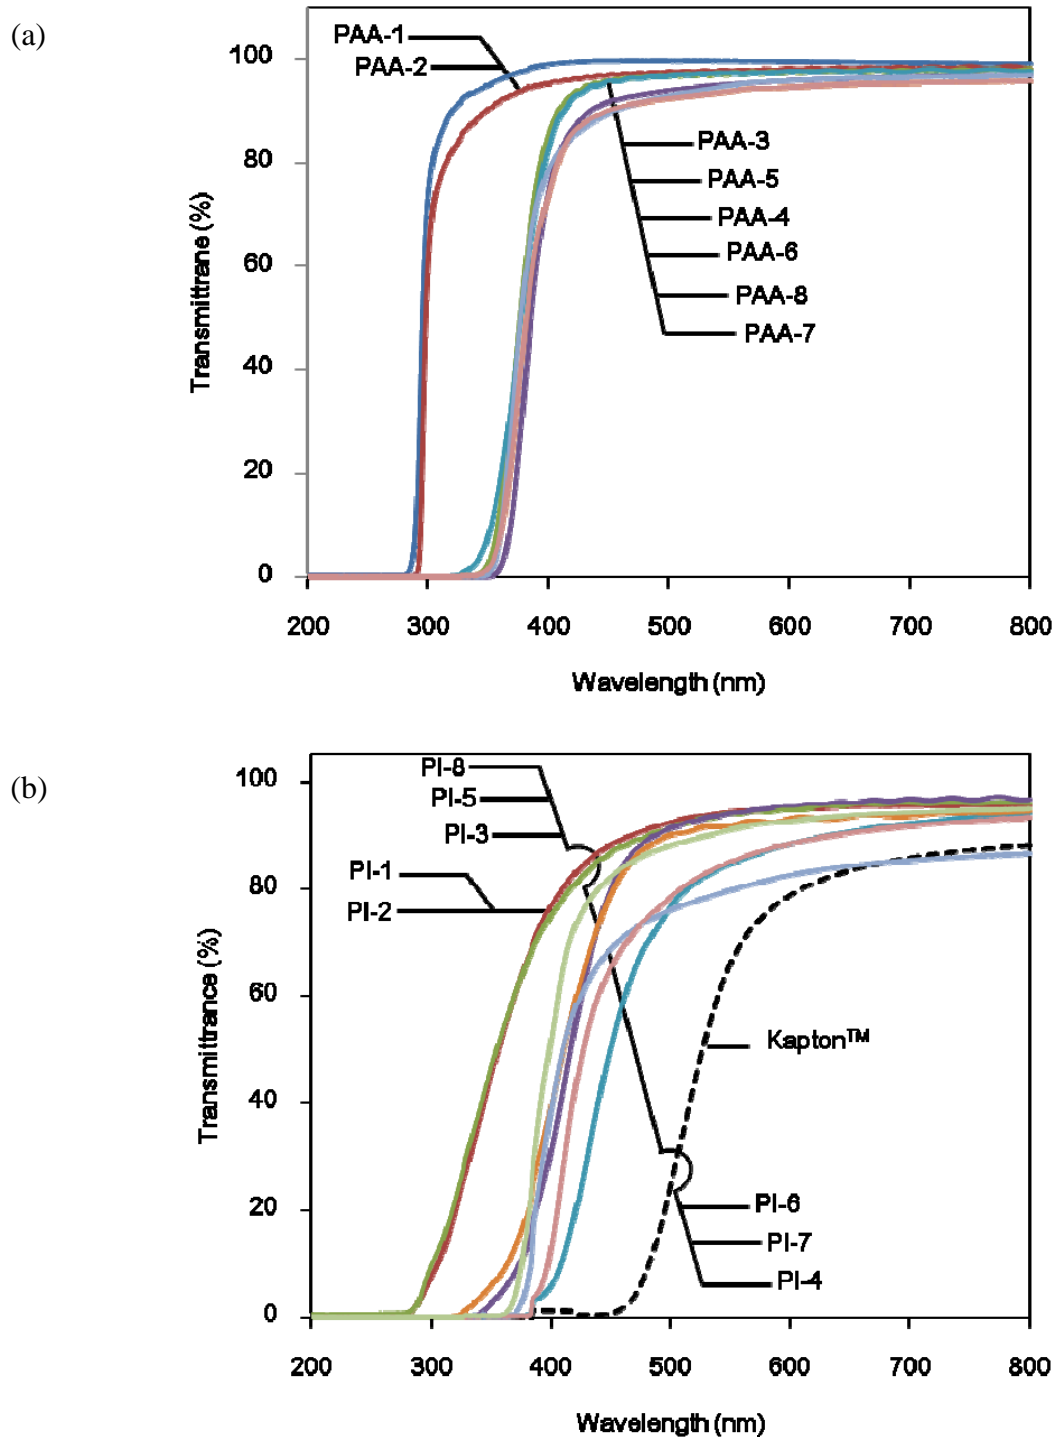 (a)
PAA-1
PAA-2
100
80
60
40
20
0
Transmittrane (%)
PAA-3
PAA-5
PAA-4
PAA-6
PAA-8
PAA-7
200 300 400 500 600 700 800
Wavelength (nm)
(b)
PI-8
PI-5
PI-3
PI-1
PI-2
100
80
60
40
20
0
Transmittrance (%)
Kapton™
PI-6
PI-7
PI-4
200 300 400 500 600 700 800
Wavelength (nm)